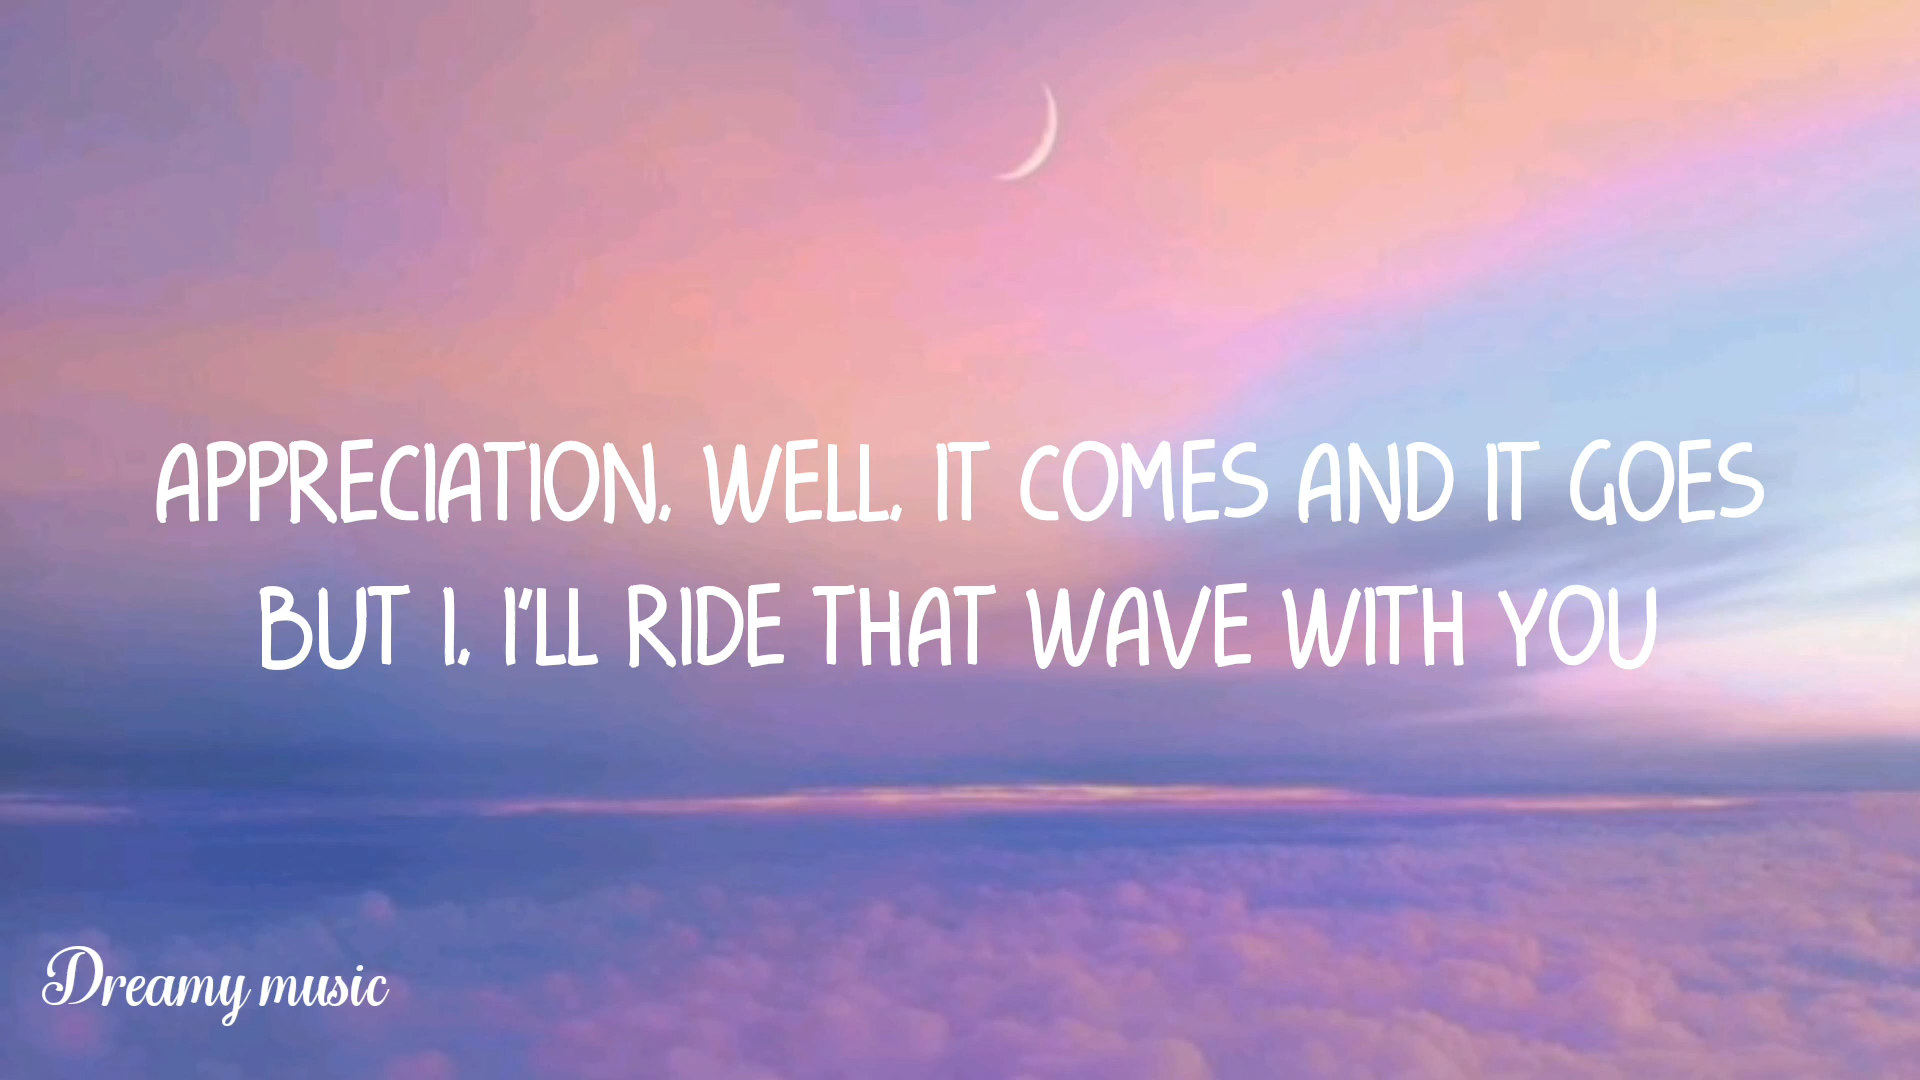 APPRECIATION, WELL, IT COMES AND IT GOES
BUT I, I'LL RIDE THAT WAVE WITH YOU
Dreamy music